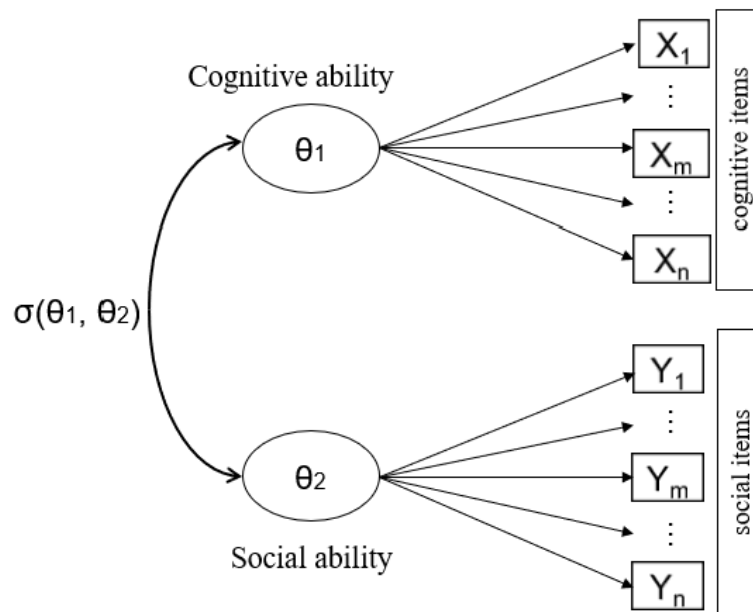 Cognitive ability
θ1
X1
⋮
Xm
⋮
Xn
cognitive items
σ(θ1, θ2)
θ2
Social ability
Y1
⋮
Ym
⋮
Yn
social items